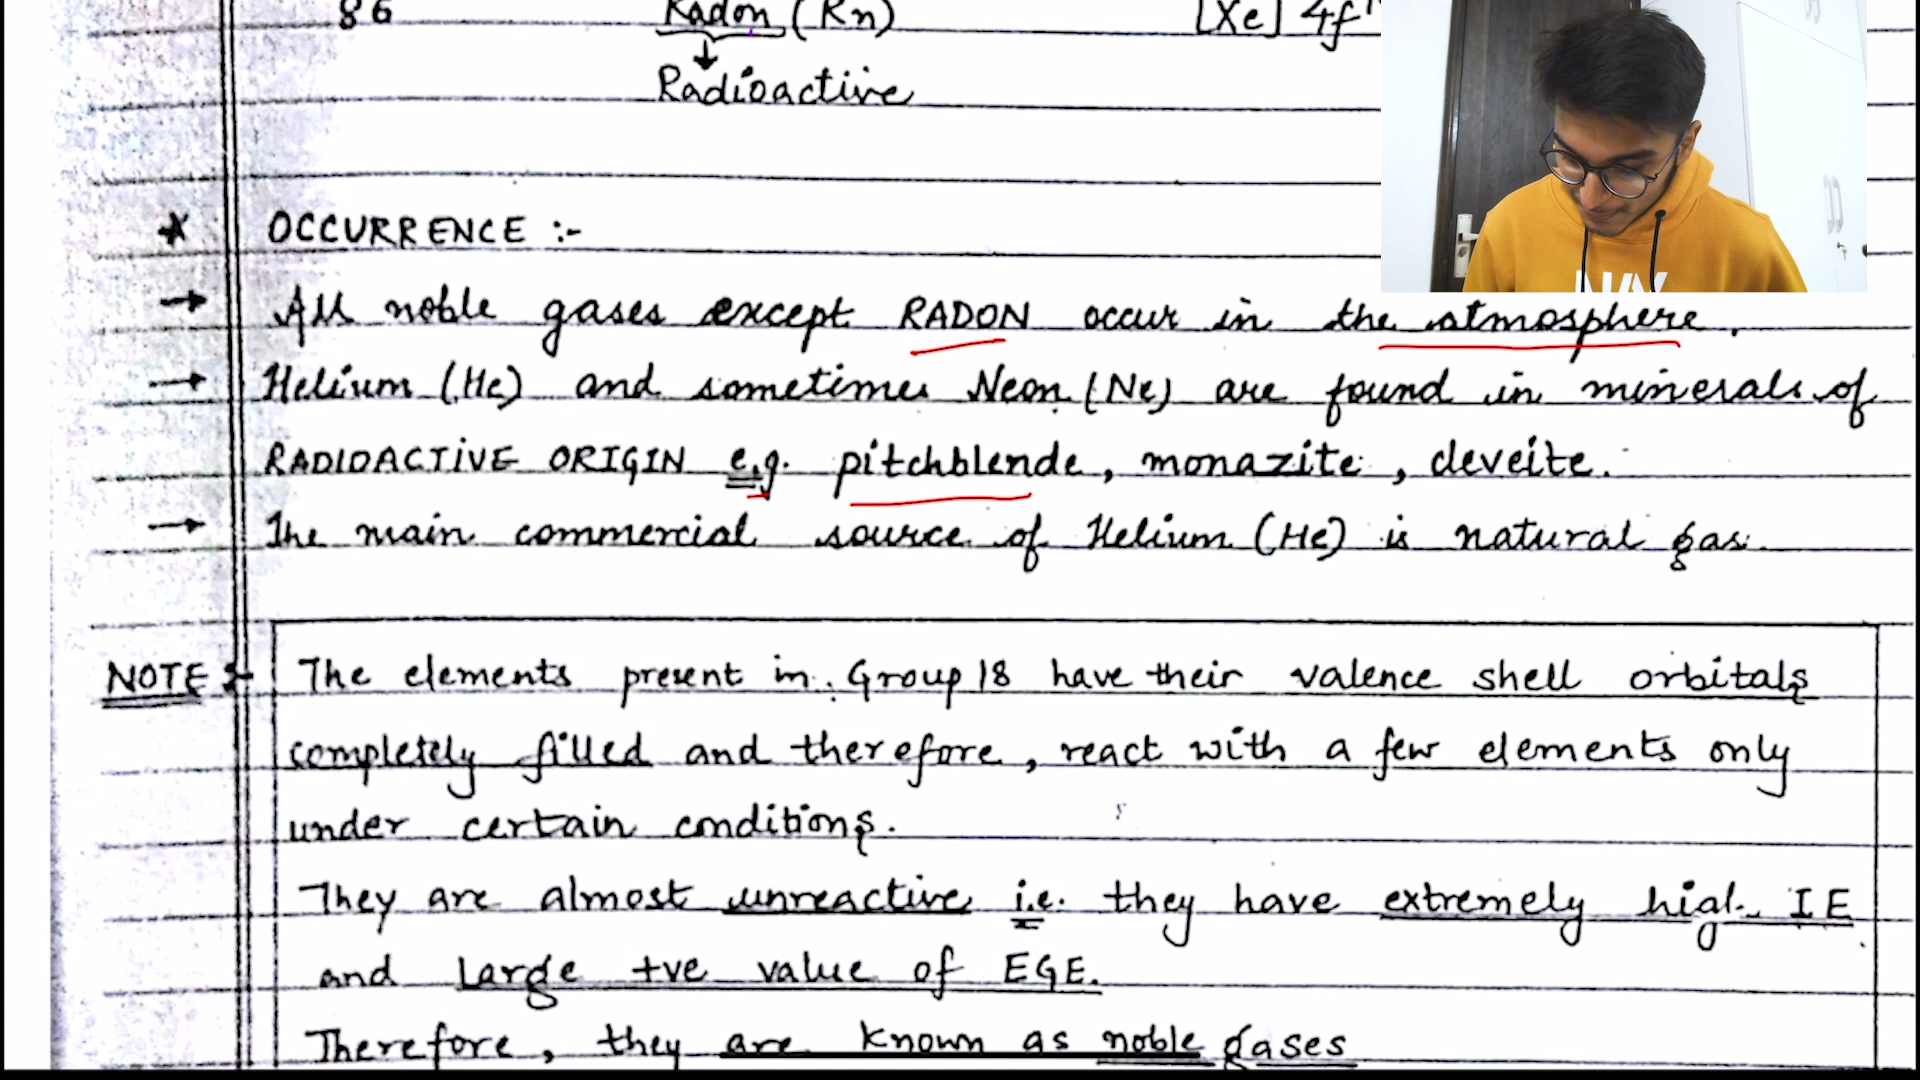 86 Radon (Rn) [Xe] 4f
Radioactive
* OCCURRENCE :-
→ All noble gases except RADON occur in the atmosphere.
→ Helium (He) and sometimes Neon (Ne) are found in minerals of
RADIOACTIVE ORIGIN e.g. pitchblende, monazite, cleveite.
→ The main commercial source of Helium (He) is natural gas.
NOTE :- The elements present in Group 18 have their valence shell orbitals
completely filled and therefore, react with a few elements only
under certain conditions.
They are almost unreactive i.e. they have extremely high IE
and Large +ve value of EGE.
Therefore, they are known as noble gases